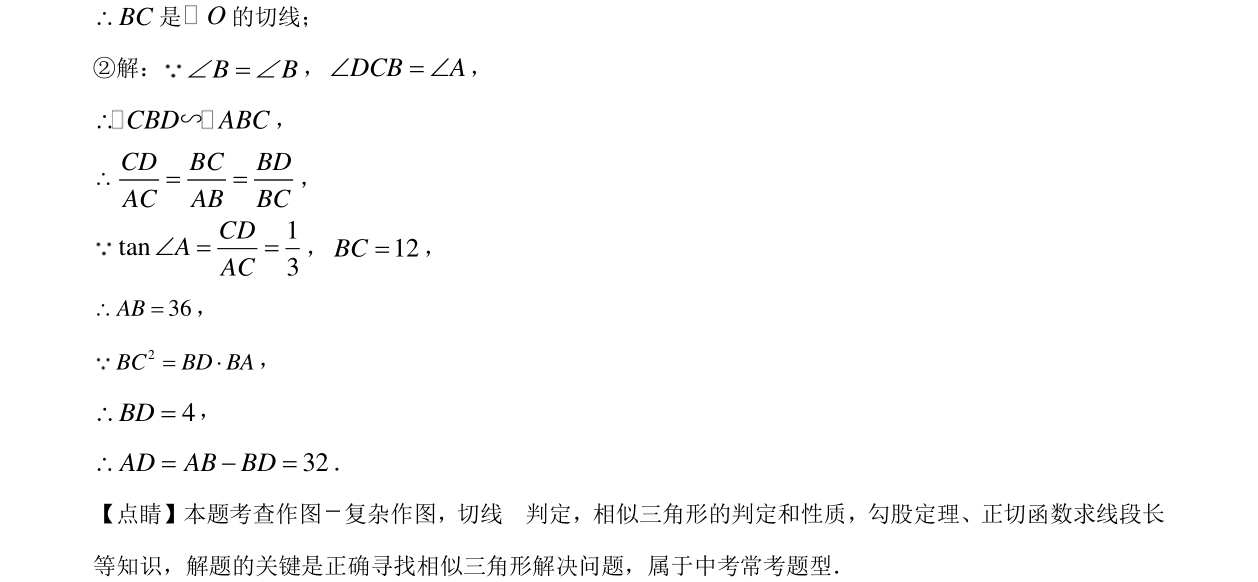 ∴BC 是□ O 的切线；
②解：∵∠B=∠B，∠DCB=∠A，
∴□CBD∽□ABC，
∴CD/AC=BC/AB=BD/BC，
∵tan∠A=CD/AC=1/3，BC=12，
∴AB=36，
∵BC²=BD·BA，
∴BD=4，
∴AD=AB−BD=32．
【点睛】本题考查作图－复杂作图，切线 判定，相似三角形的判定和性质，勾股定理、正切函数求线段长
等知识，解题的关键是正确寻找相似三角形解决问题，属于中考常考题型．